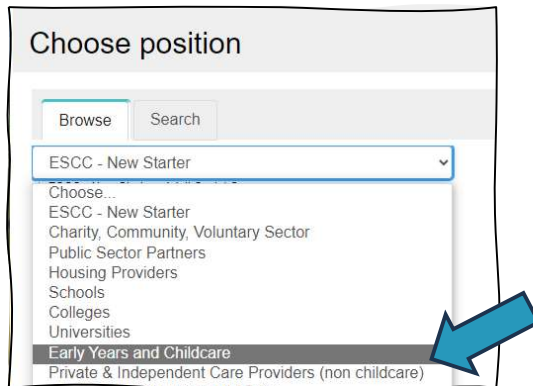 Choose position
Browse Search
ESCC - New Starter
Choose...
ESCC - New Starter
Charity, Community, Voluntary Sector
Public Sector Partners
Housing Providers
Schools
Colleges
Universities
Early Years and Childcare
Private & Independent Care Providers (non childcare)